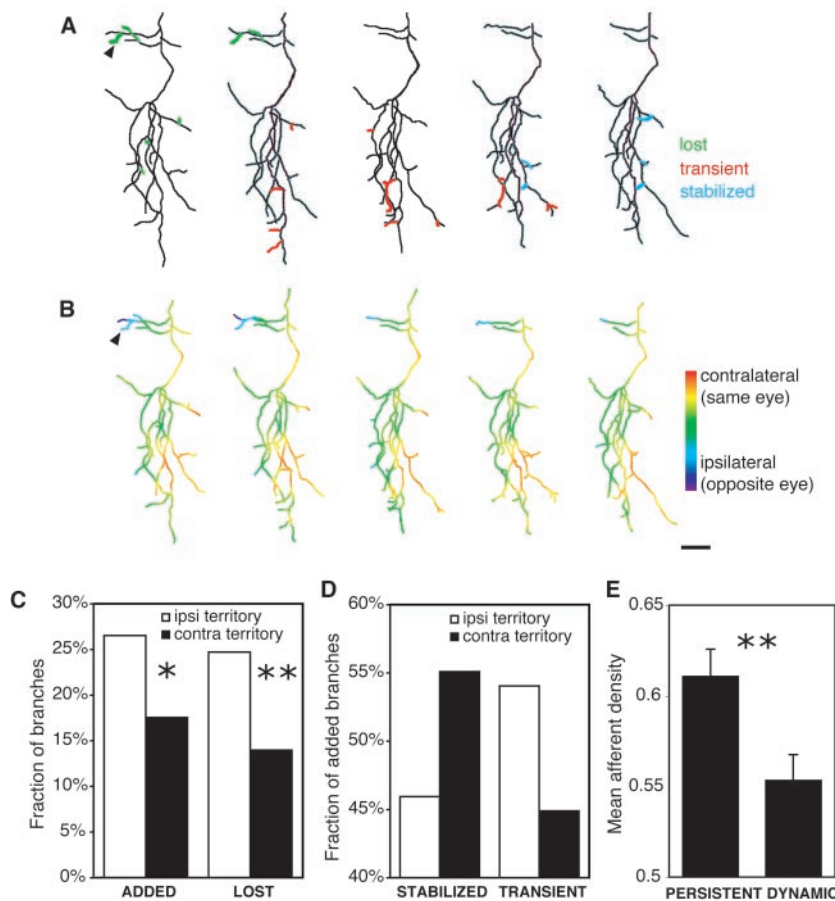 A
lost
transient
stabilized
B
contralateral
(same eye)
ipsilateral
(opposite eye)
C
Fraction of branches
30%
25%
20%
15%
10%
5%
0%
ipsi territory
contra territory
*
**
ADDED
LOST
D
Fraction of added branches
60%
55%
50%
45%
40%
ipsi territory
contra territory
STABILIZED
TRANSIENT
E
Mean afferent density
0.65
0.6
0.55
0.5
**
PERSISTENT DYNAMIC